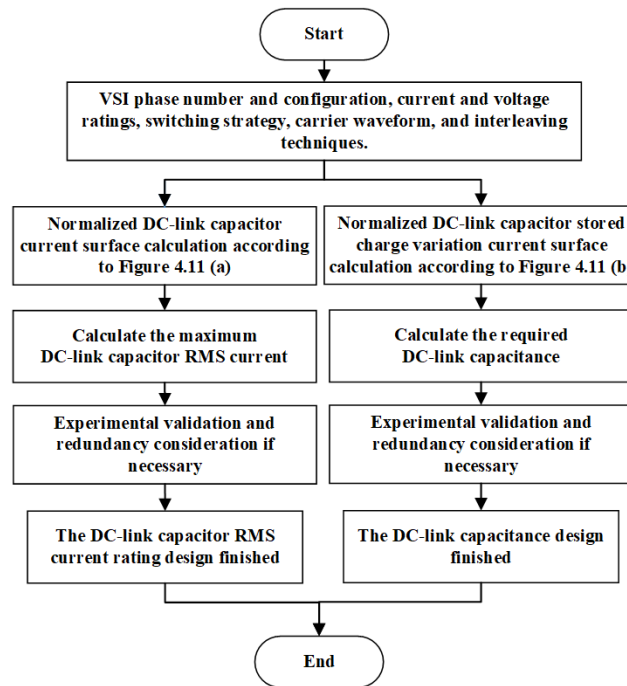 Start
VSI phase number and configuration, current and voltage
ratings, switching strategy, carrier waveform, and interleaving
techniques.
Normalized DC-link capacitor
current surface calculation according
to Figure 4.11 (a)
Normalized DC-link capacitor stored
charge variation current surface
calculation according to Figure 4.11 (b
Calculate the maximum
DC-link capacitor RMS current
Calculate the required
DC-link capacitance
Experimental validation and
redundancy consideration if
necessary
Experimental validation and
redundancy consideration if
necessary
The DC-link capacitor RMS
current rating design finished
The DC-link capacitance design
finished
End